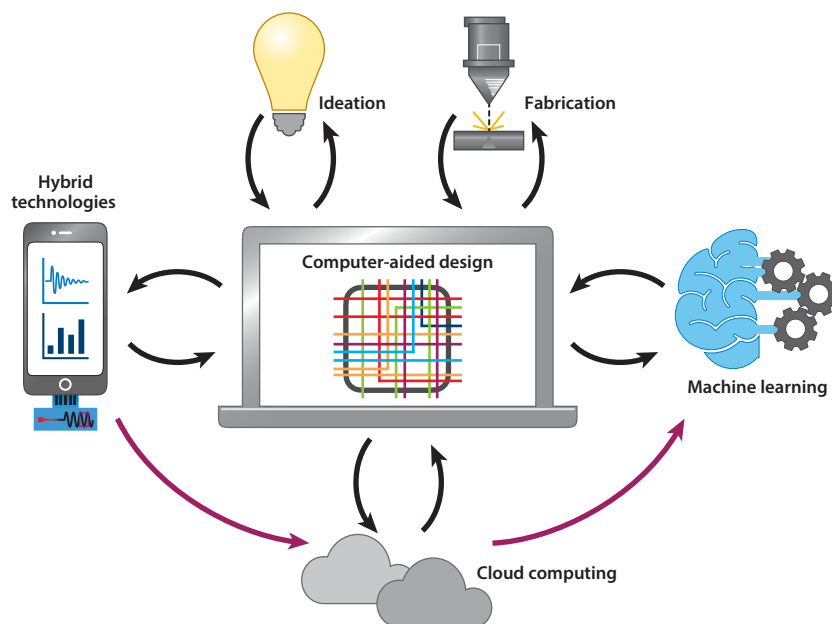 Ideation
Fabrication
Hybrid
technologies
Computer-aided design
Machine learning
Cloud computing